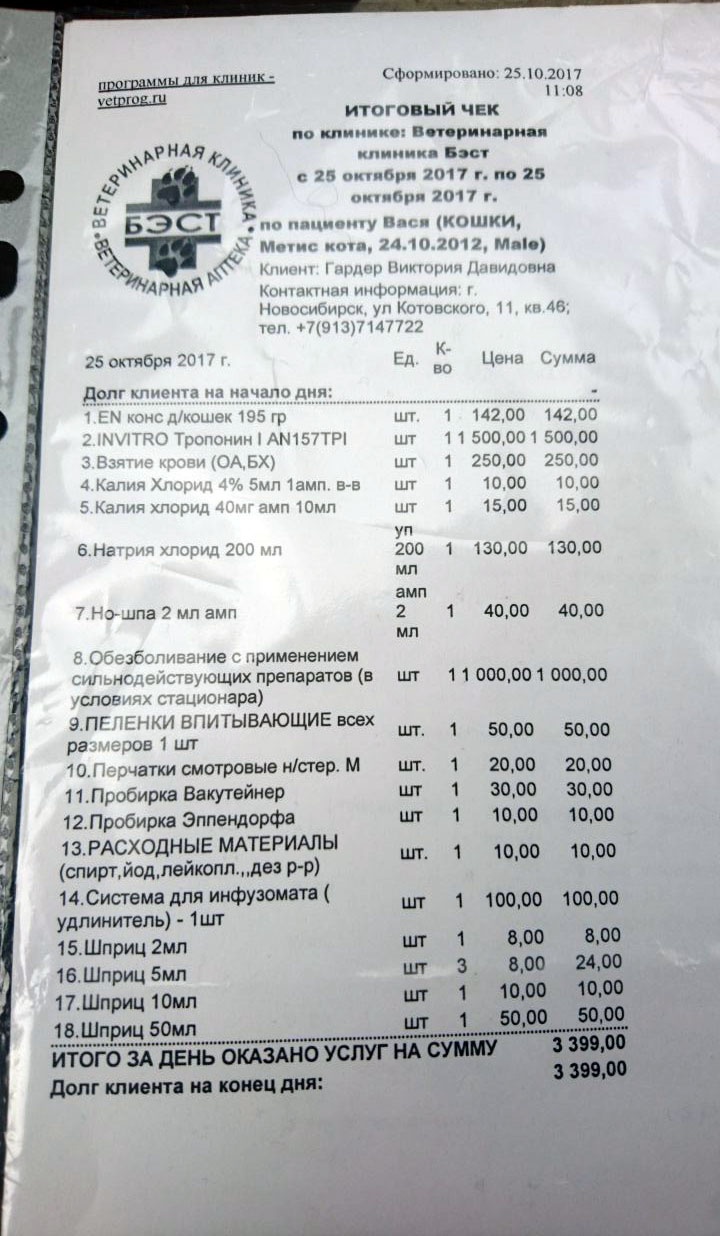 программы для клиник -
vetprog.ru
Сформировано: 25.10.2017
11:08
ИТОГОВЫЙ ЧЕК
по клинике: Ветеринарная
клиника Бэст
с 25 октября 2017 г. по 25
октября 2017 г.
ВЕТЕРИНАРНАЯ КЛИНИКА
БЭСТ
ВЕТЕРИНАРНАЯ АПТЕКА
по пациенту Вася (КОШКИ,
Метис кота, 24.10.2012, Male)
Клиент: Гардер Виктория Давидовна
Контактная информация: г.
Новосибирск, ул Котовского, 11, кв.46;
тел. +7(913)7147722
25 октября 2017 г. Ед. К-во Цена Сумма
Долг клиента на начало дня: -
1.EN конс д/кошек 195 гр шт. 1 142,00 142,00
2.INVITRO Тропонин I AN157TPI шт 1 1 500,00 1 500,00
3.Взятие крови (ОА,БХ) шт 1 250,00 250,00
4.Калия Хлорид 4% 5мл 1амп. в-в шт 1 10,00 10,00
5.Калия хлорид 40мг амп 10мл шт 1 15,00 15,00
уп
6.Натрия хлорид 200 мл 200 1 130,00 130,00
мл
амп
7.Но-шпа 2 мл амп 2 1 40,00 40,00
мл
8.Обезболивание с применением
сильнодействующих препаратов (в шт 1 1 000,00 1 000,00
условиях стационара)
9.ПЕЛЕНКИ ВПИТЫВАЮЩИЕ всех шт. 1 50,00 50,00
размеров 1 шт
10.Перчатки смотровые н/стер. М шт. 1 20,00 20,00
11.Пробирка Вакутейнер шт 1 30,00 30,00
12.Пробирка Эппендорфа шт 1 10,00 10,00
13.РАСХОДНЫЕ МАТЕРИАЛЫ шт. 1 10,00 10,00
(спирт,йод,лейкопл.,,дез р-р)
14.Система для инфузомата ( шт 1 100,00 100,00
удлинитель) - 1шт
15.Шприц 2мл шт 1 8,00 8,00
16.Шприц 5мл шт 3 8,00 24,00
17.Шприц 10мл шт 1 10,00 10,00
18.Шприц 50мл шт 1 50,00 50,00
ИТОГО ЗА ДЕНЬ ОКАЗАНО УСЛУГ НА СУММУ 3 399,00
Долг клиента на конец дня: 3 399,00